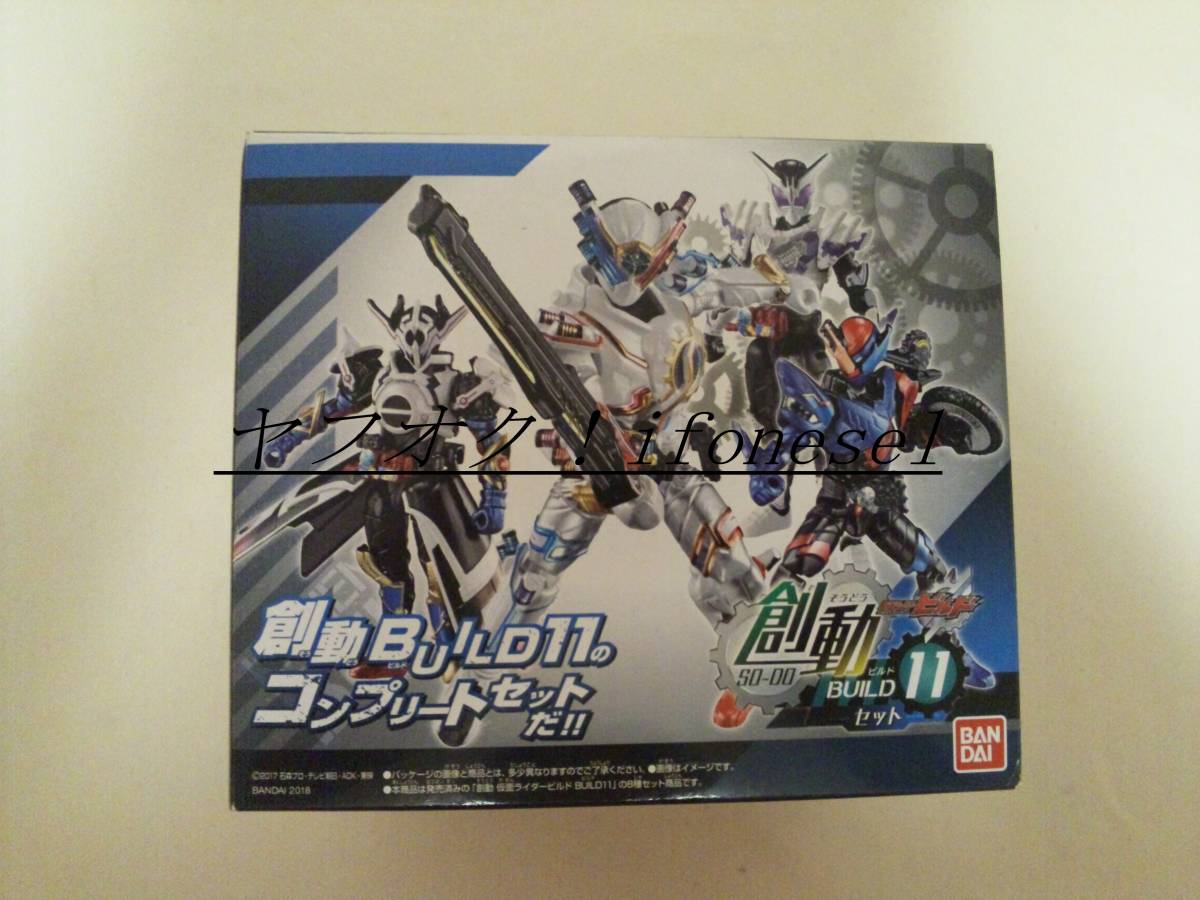 ヤフオク！ifonesel
創動BUILD11の
ビルド
コンプリートセット
だ!!
そうどう
創動
SO-DO
ビルド
BUILD 11
セット
BAN
DAI
©2017 石森プロ・テレビ朝日・ADK・東映
BANDAI 2018
●パッケージの画像と商品とは、多少異なりますのでご了承ください。●画像はイメージです。
●本商品は発売済みの「創動 仮面ライダービルド BUILD11」の8種セット商品です。